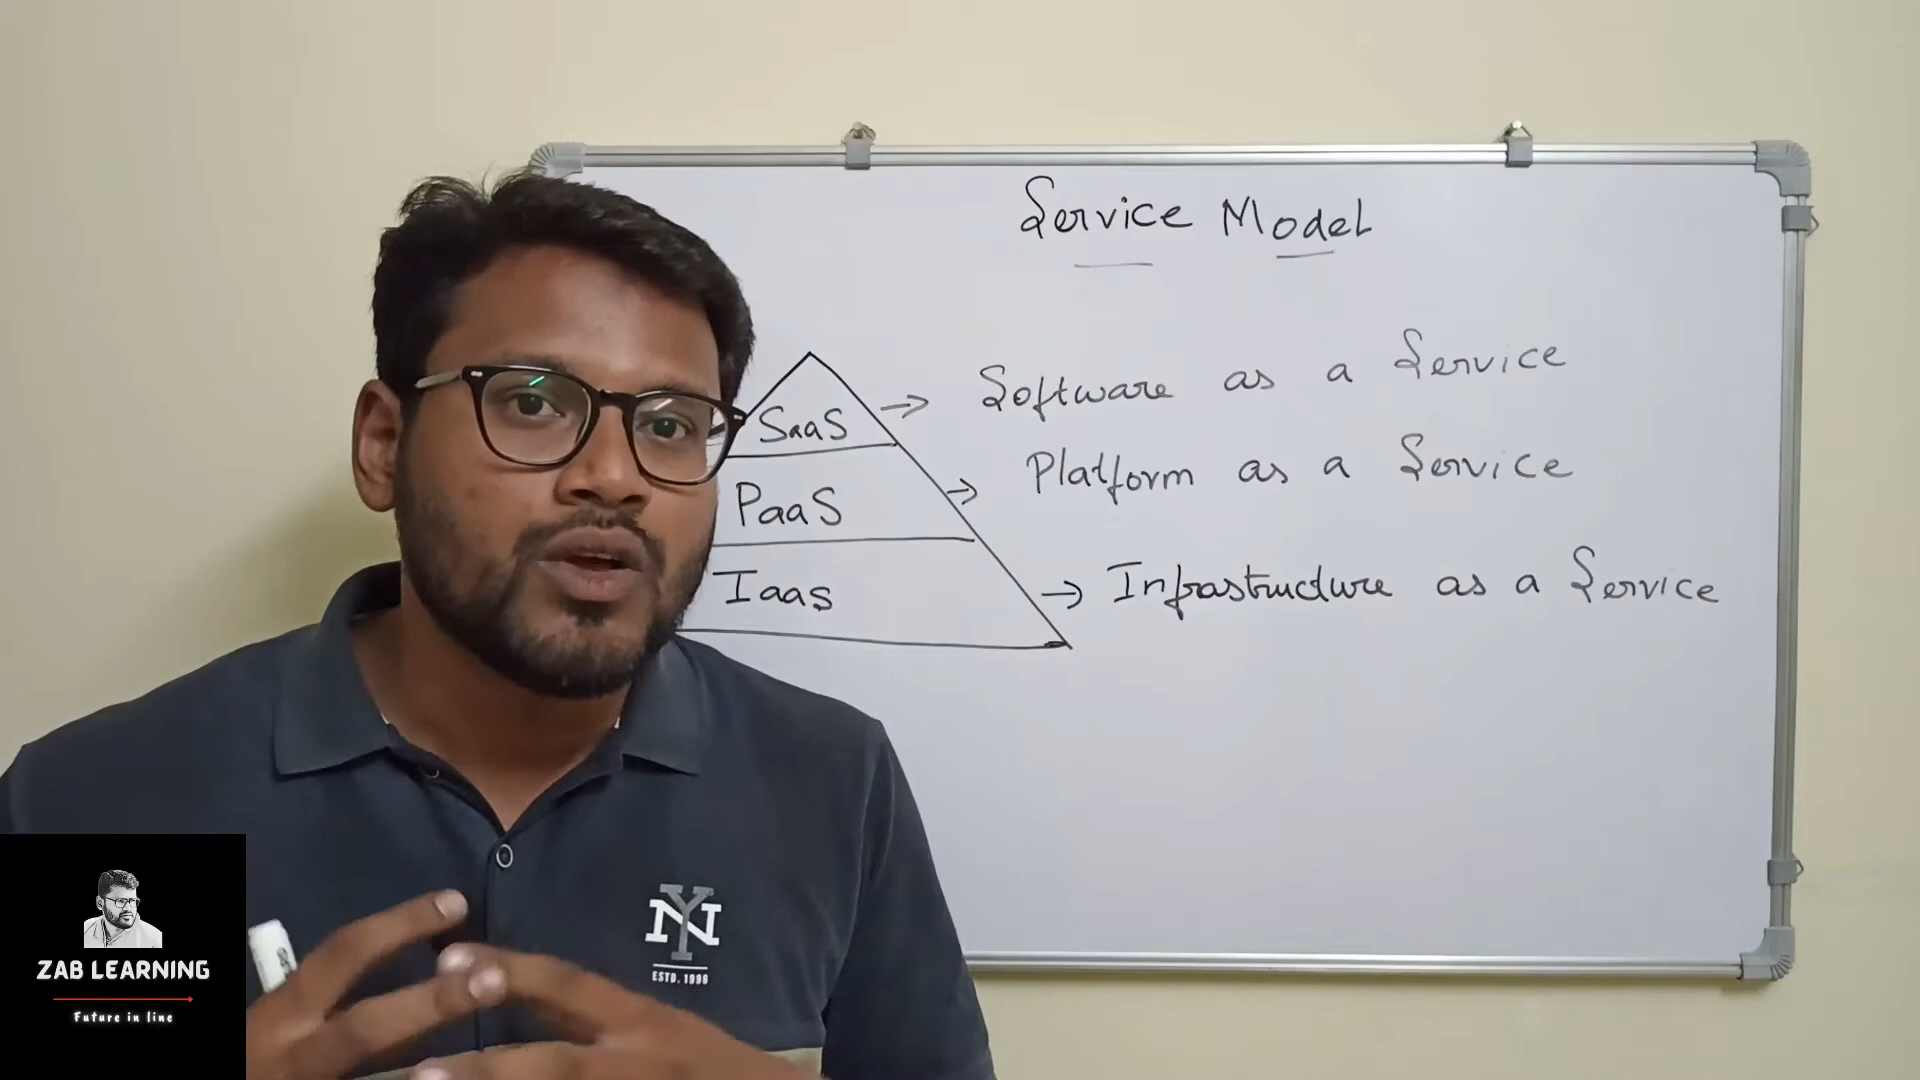 Service Model
SaaS → Software as a Service
PaaS → Platform as a Service
Iaas → Infrastructure as a Service
NY
ESTD. 1996
ZAB LEARNING
Future in line